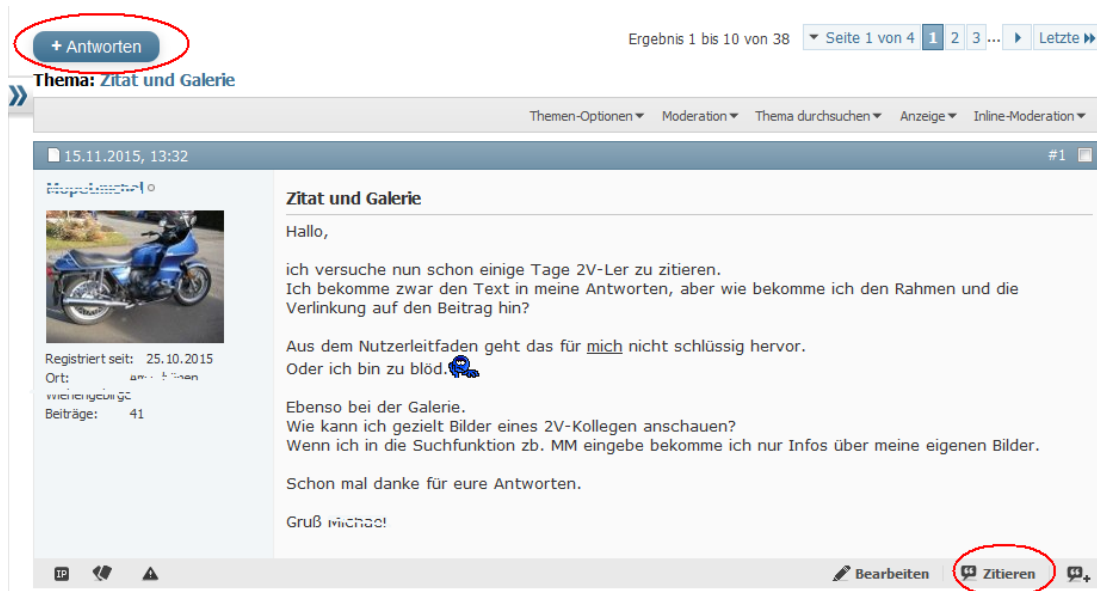 + Antworten
Ergebnis 1 bis 10 von 38 Seite 1 von 4 1 2 3 ... Letzte
Thema: Zitat und Galerie
Themen-Optionen Moderation Thema durchsuchen Anzeige Inline-Moderation
15.11.2015, 13:32 #1
Zitat und Galerie
Hallo,
ich versuche nun schon einige Tage 2V-Ler zu zitieren.
Ich bekomme zwar den Text in meine Antworten, aber wie bekomme ich den Rahmen und die
Verlinkung auf den Beitrag hin?
Aus dem Nutzerleitfaden geht das für mich nicht schlüssig hervor.
Oder ich bin zu blöd.
Ebenso bei der Galerie.
Wie kann ich gezielt Bilder eines 2V-Kollegen anschauen?
Wenn ich in die Suchfunktion zb. MM eingebe bekomme ich nur Infos über meine eigenen Bilder.
Schon mal danke für eure Antworten.
Gruß
Registriert seit: 25.10.2015
Ort:
Beiträge: 41
IP
Bearbeiten Zitieren